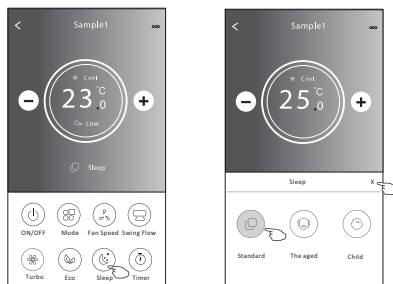 Sample1
Cool
23.0 °C
Low
Sleep
ON/OFF Mode Fan Speed Swing Flow
Turbo Eco Sleep Timer
Sample1
Cool
25.0 °C
Sleep X
Standard The aged Child